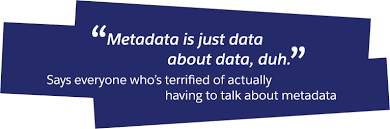 “Metadata is just data
about data, duh.”
Says everyone who’s terrified of actually
having to talk about metadata